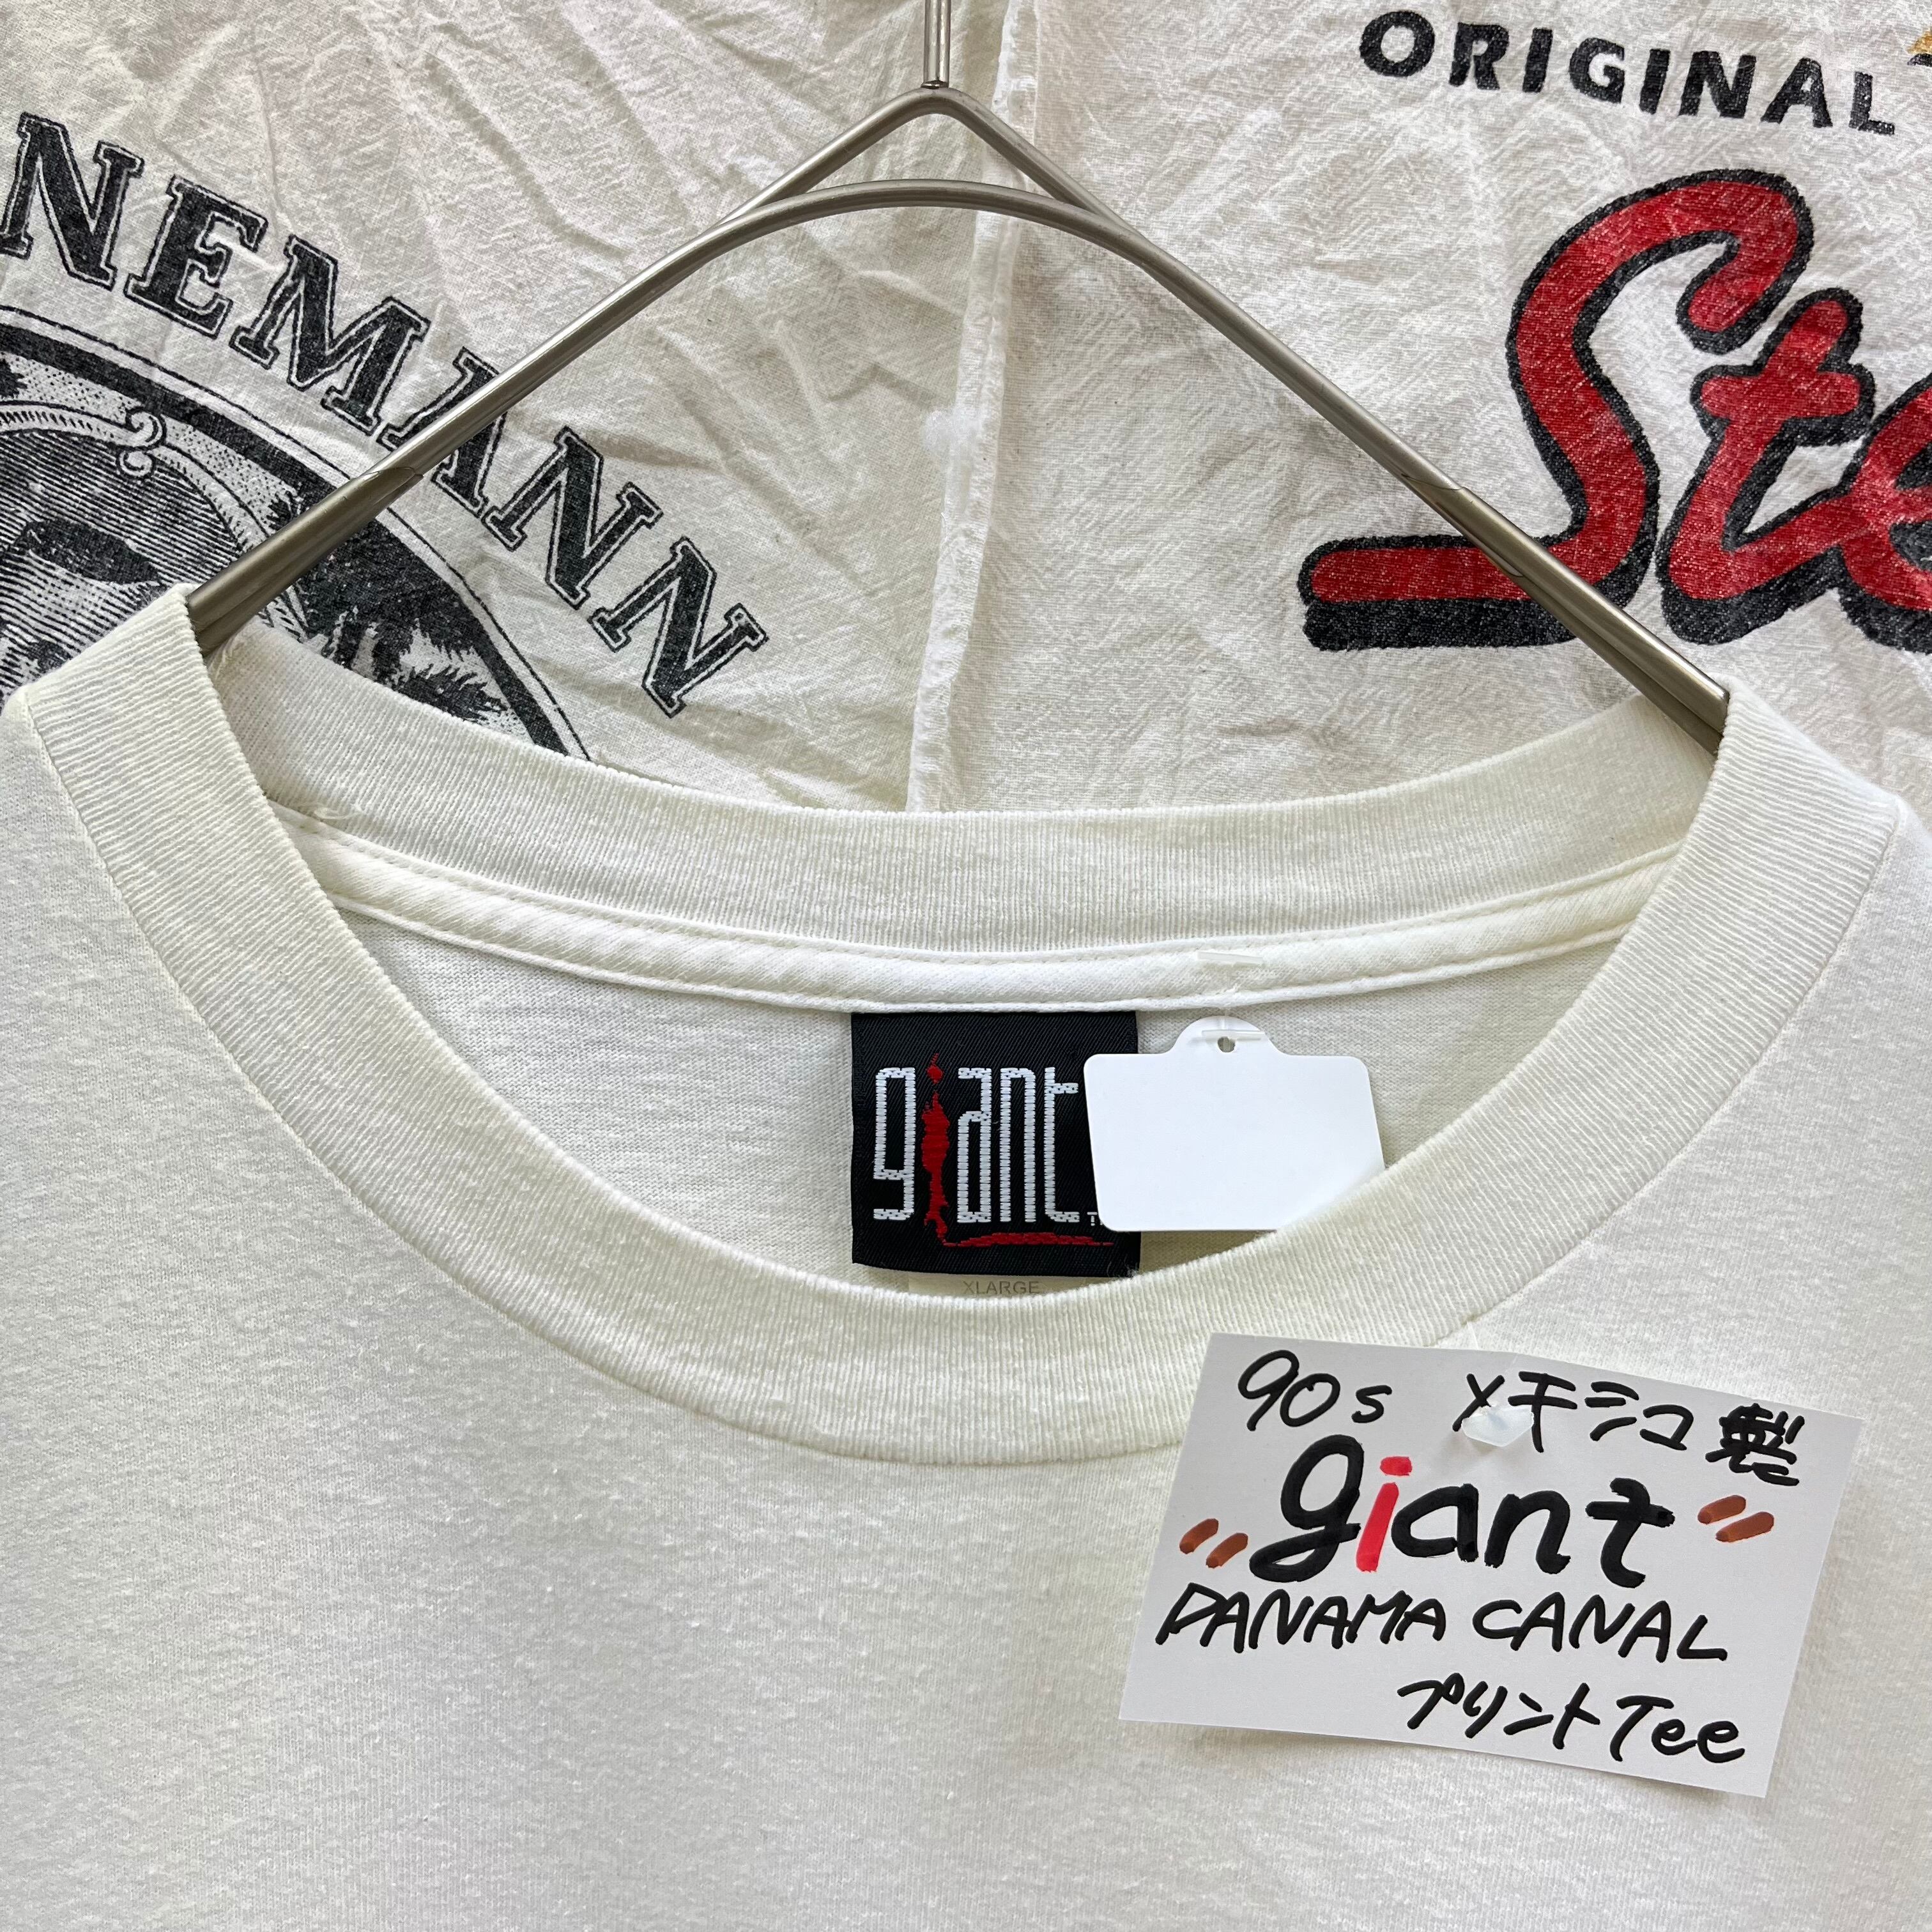 ORIGINAL
NEMANN
Ste
giant
XLARGE
90s メキシコ製
"giant"
PANAMA CANAL
プリントTee